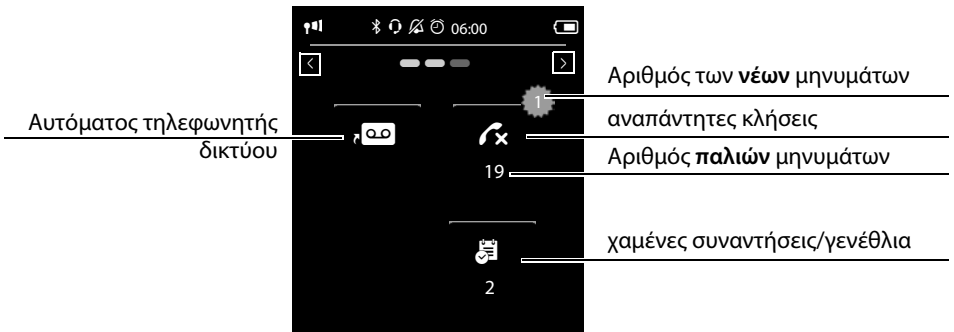 06:00
Αριθμός των νέων μηνυμάτων
1
Αυτόματος τηλεφωνητής
δικτύου
αναπάντητες κλήσεις
Αριθμός παλιών μηνυμάτων
19
χαμένες συναντήσεις/γενέθλια
2